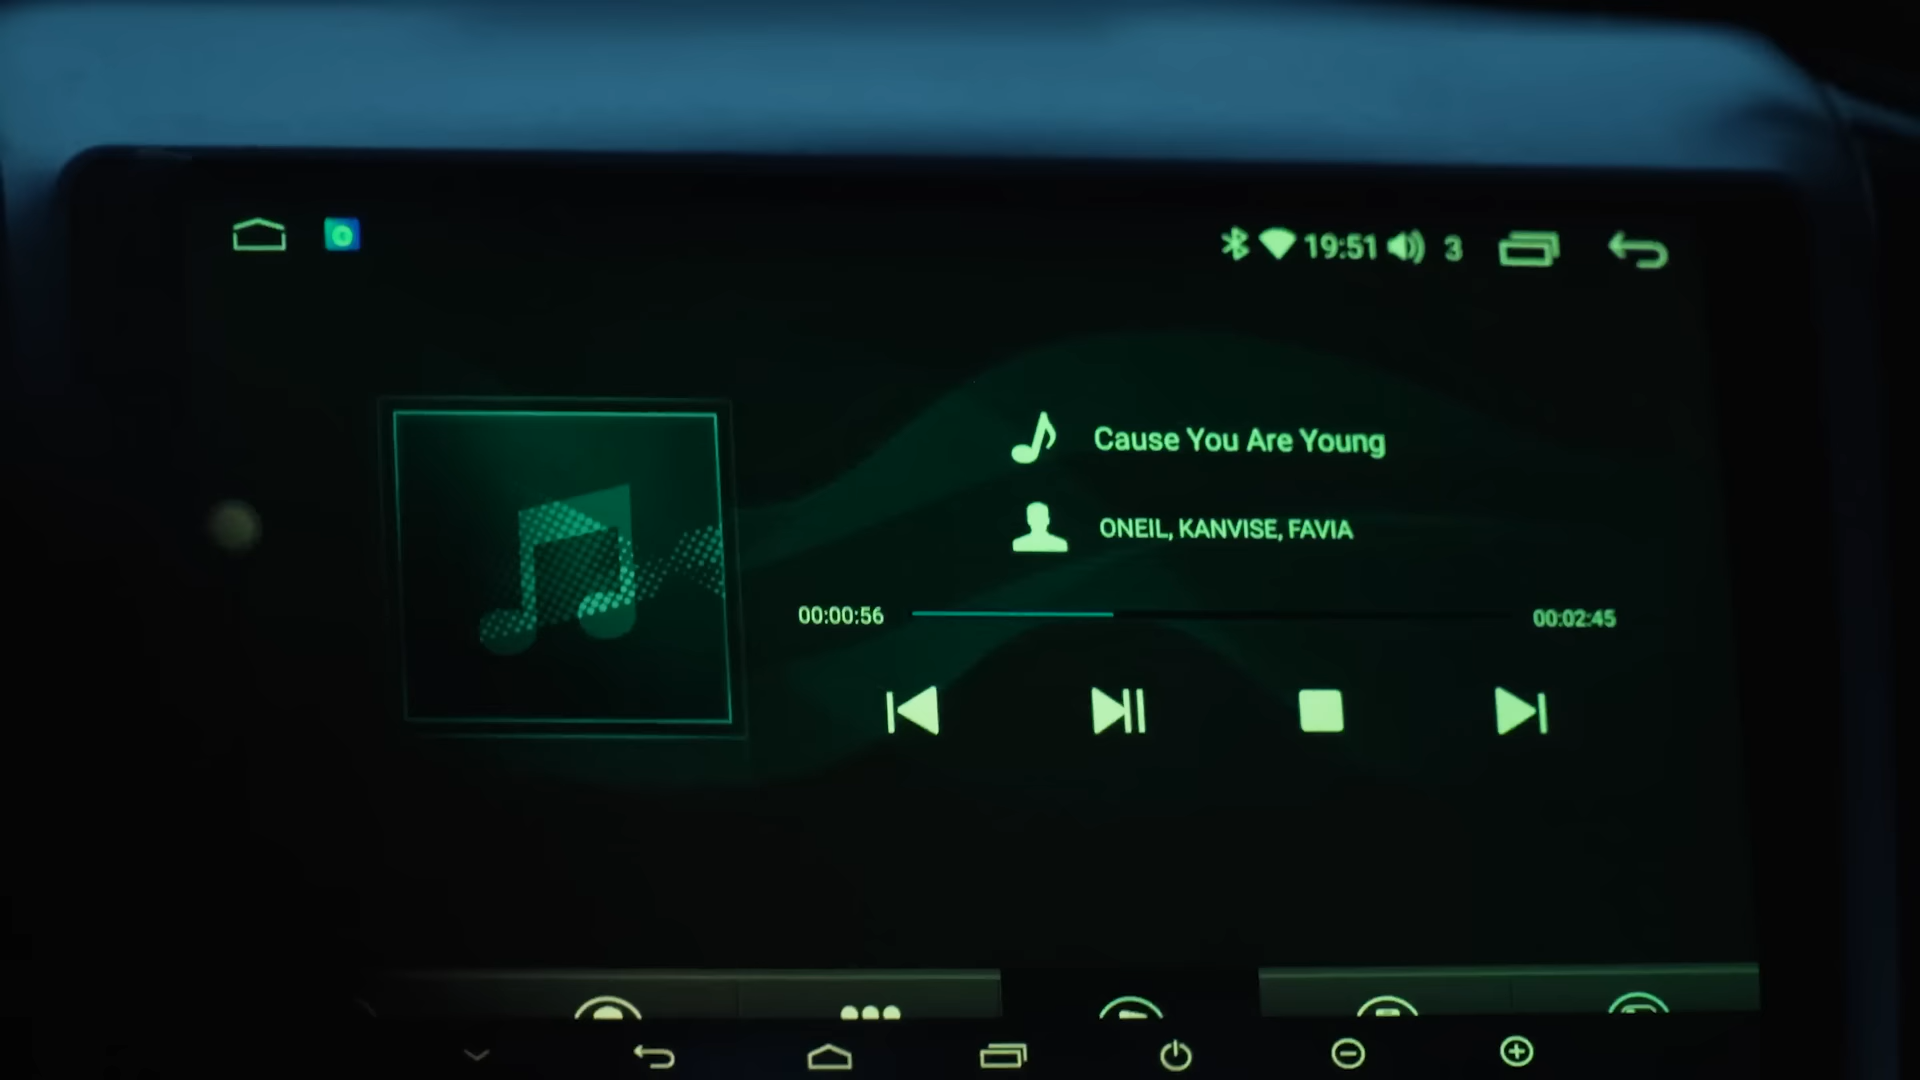 19:51 3
Cause You Are Young
ONEIL, KANVISE, FAVIA
00:00:56
00:02:45